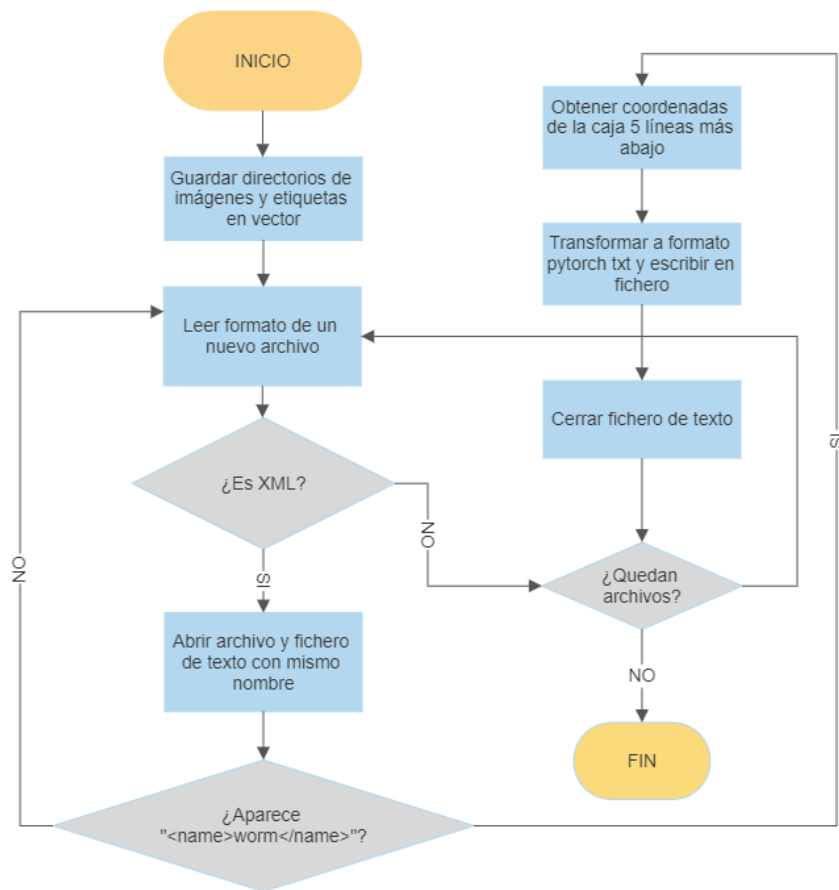 INICIO
Guardar directorios de
imágenes y etiquetas
en vector
Leer formato de un
nuevo archivo
¿Es XML?
NO
SI
Abrir archivo y fichero
de texto con mismo
nombre
¿Aparece
"<name>worm</name>"?
NO
SI
Obtener coordenadas
de la caja 5 líneas más
abajo
Transformar a formato
pytorch txt y escribir en
fichero
Cerrar fichero de texto
¿Quedan
archivos?
NO
FIN